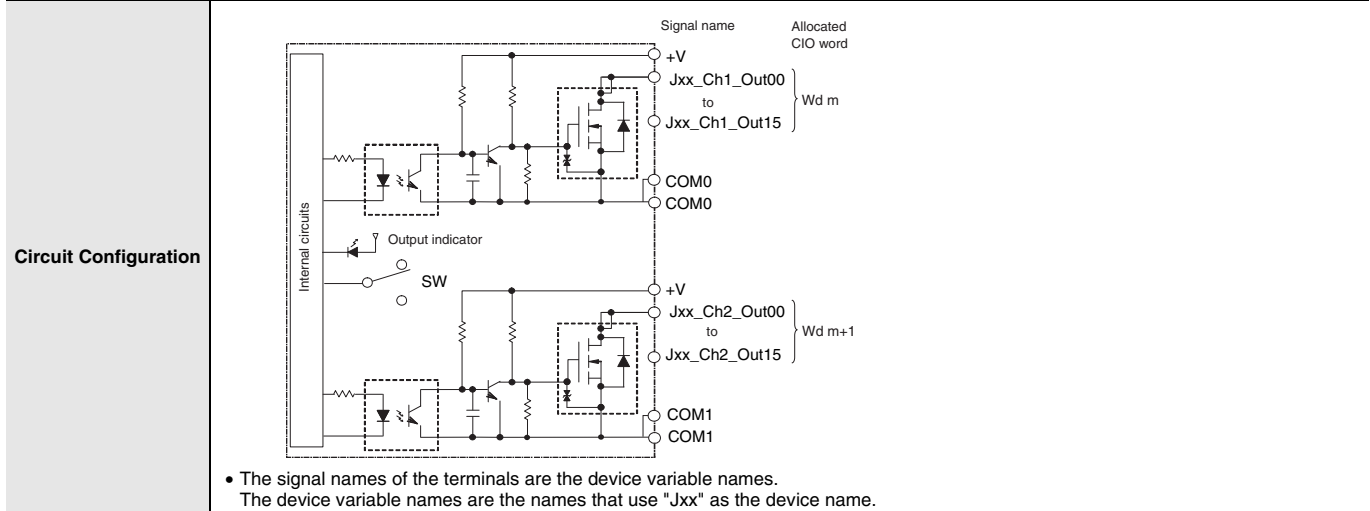 Circuit Configuration
Signal name
Allocated
CIO word
+V
Jxx_Ch1_Out00
to
Jxx_Ch1_Out15
Wd m
COM0
COM0
Internal circuits
Output indicator
SW
+V
Jxx_Ch2_Out00
to
Jxx_Ch2_Out15
Wd m+1
COM1
COM1
• The signal names of the terminals are the device variable names.
The device variable names are the names that use "Jxx" as the device name.